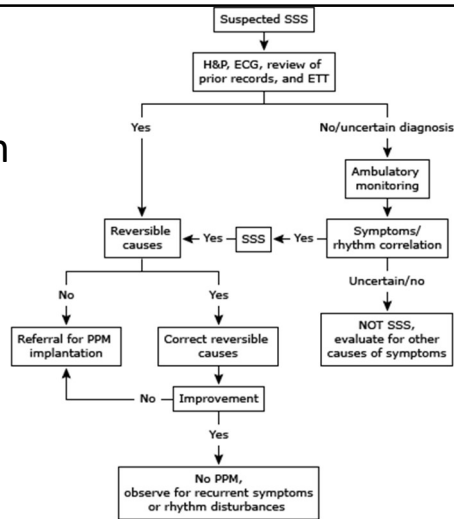 Suspected SSS
H&P, ECG, review of
prior records, and ETT
n
Yes
No/uncertain diagnosis
Ambulatory
monitoring
Reversible
causes
Yes
SSS
Yes
Symptoms/
rhythm correlation
No
Yes
Uncertain/no
Referral for PPM
implantation
Correct reversible
causes
NOT SSS,
evaluate for other
causes of symptoms
No
Improvement
Yes
No PPM,
observe for recurrent symptoms
or rhythm disturbances